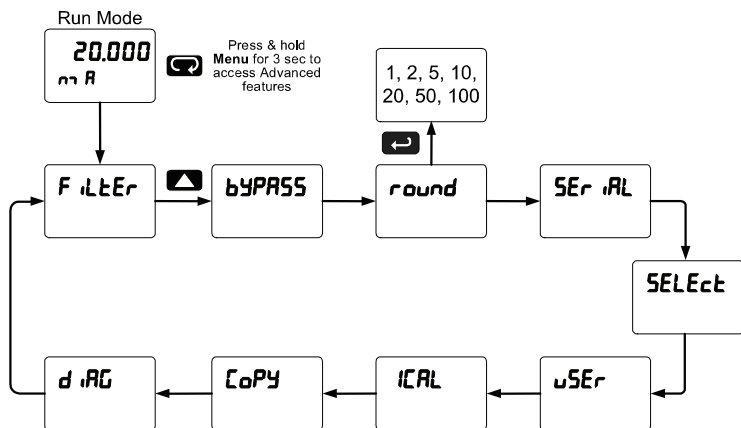 Run Mode
20.000
mA
Press & hold
Menu for 3 sec to
access Advanced
features
1, 2, 5, 10,
20, 50, 100
FiLtEr
bYPASS
round
SEriAL
SELEct
diAG
CoPY
ICAL
uSEr